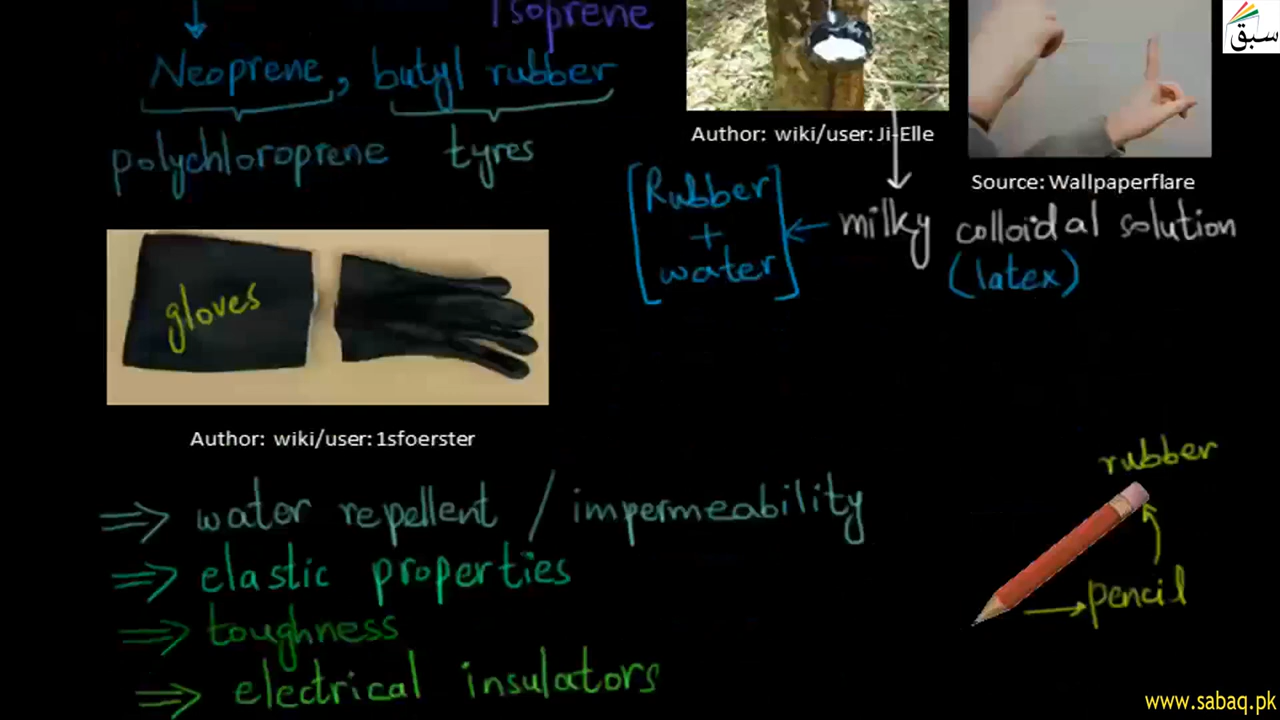 Isoprene
Neoprene, butyl rubber
polychloroprene tyres
gloves
Author: wiki/user:1sfoerster
Author: wiki/user:Ji-Elle
Source:Wallpaperflare
milky colloidal solution
(latex)
[Rubber
+
water]
⇒ water repellent / impermeability
⇒ elastic properties
⇒ toughness
⇒ electrical insulators
rubber
pencil
سبق
www.sabaq.pk